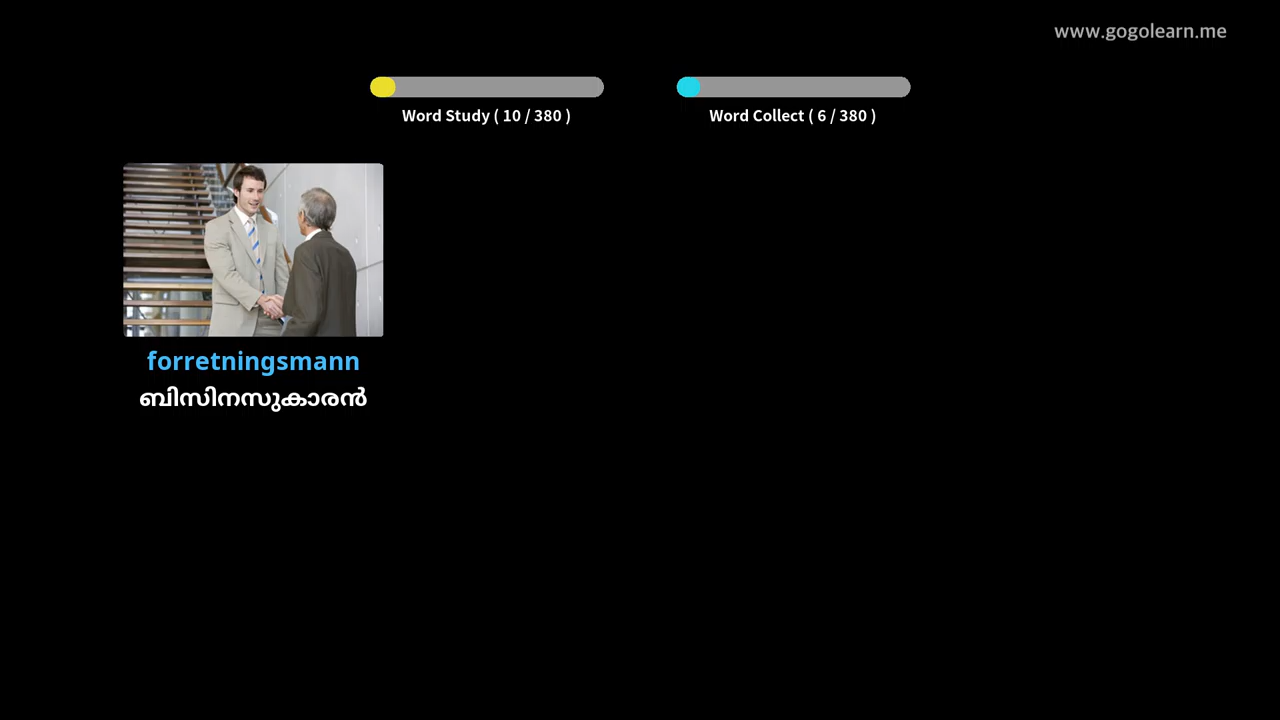 www.gogolearn.me
Word Study ( 10 / 380 )
Word Collect ( 6 / 380 )
forretningsmann
ബിസിനസുകാരൻ